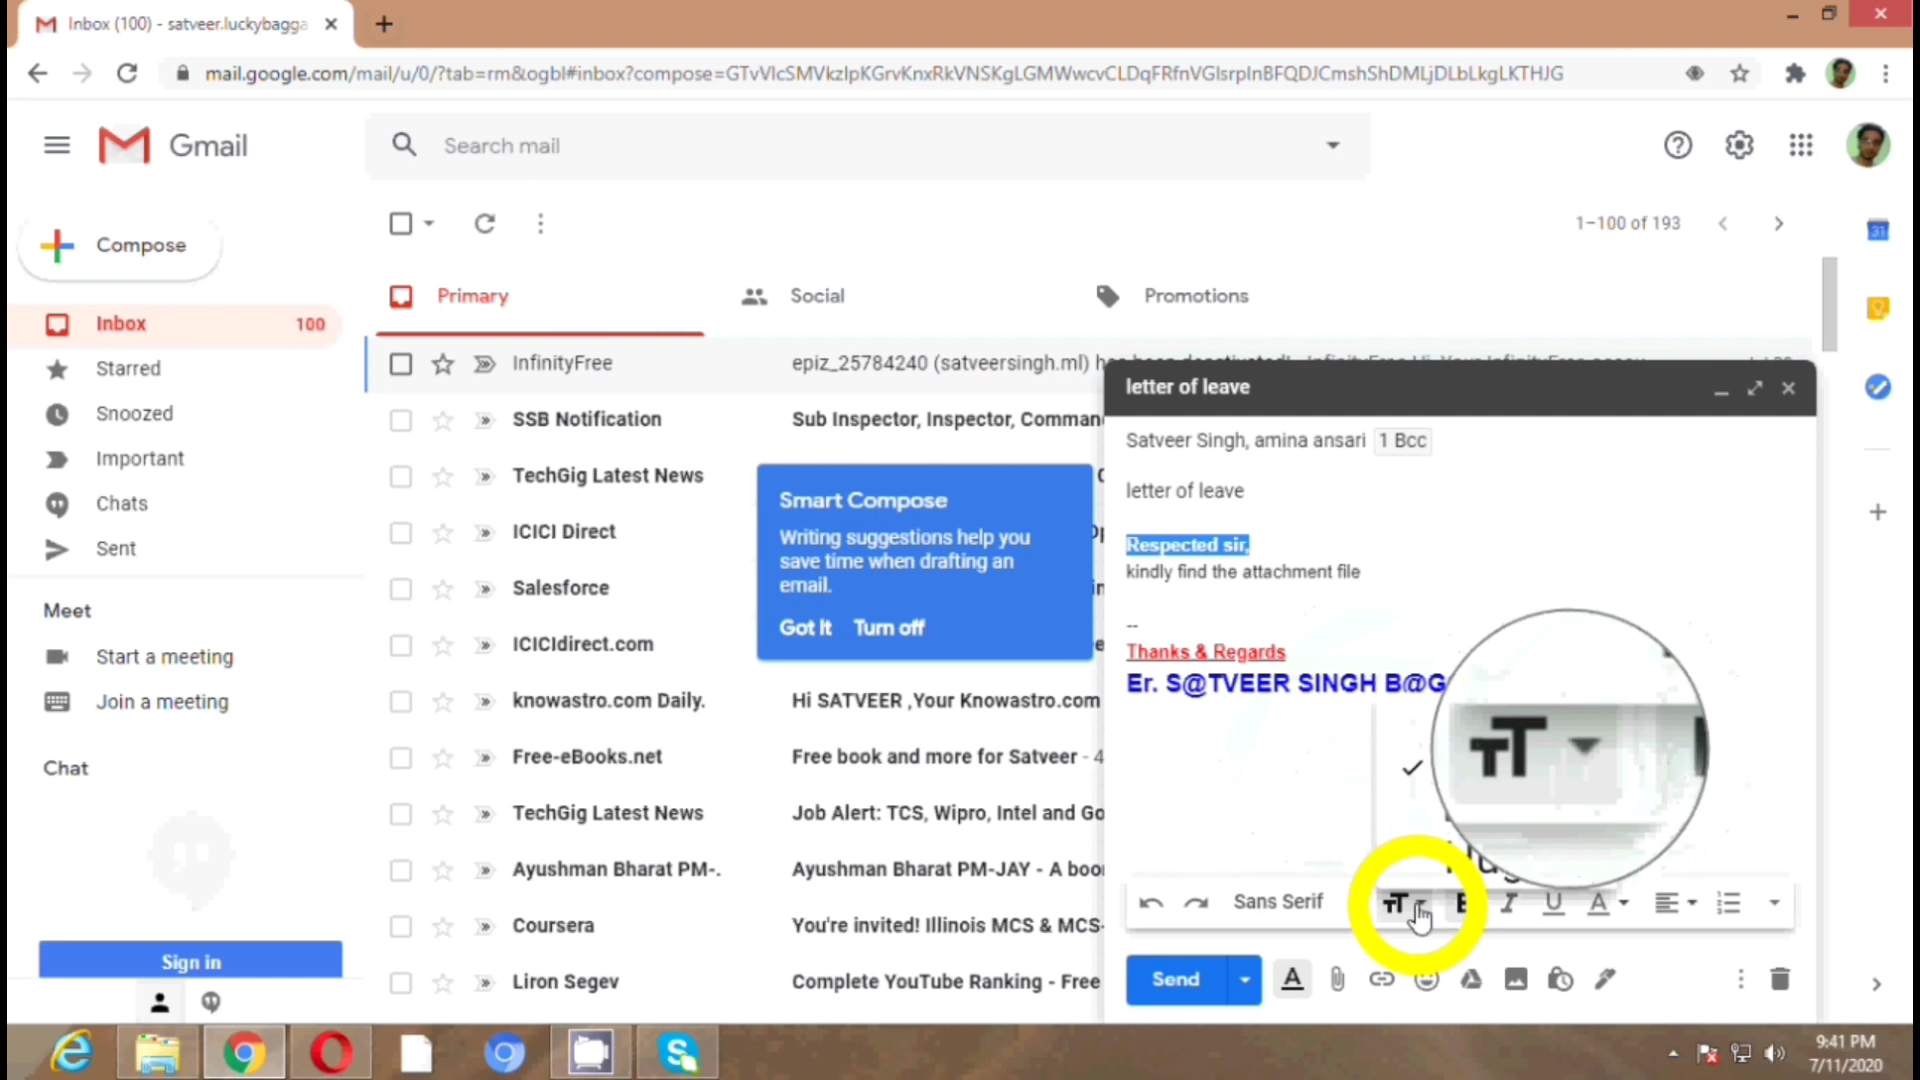 Inbox (100) - satveer.luckybagga
mail.google.com/mail/u/0/?tab=rm&ogbl#inbox?compose=GTvVlcSMVkzlpKGrvKnxRkVNSKgLGMWwcvCLDqFRfnVGlsrplnBFQDJCmshShDMLjDLbLkgLKTHJG
Gmail
Search mail
Compose
1–100 of 193
31
Primary
Social
Promotions
Inbox 100
Starred
Snoozed
Important
Chats
Sent
Meet
Start a meeting
Join a meeting
Chat
Sign in
InfinityFree epiz_25784240 (satveersingh.ml)
SSB Notification Sub Inspector, Inspector,
TechGig Latest News
ICICI Direct
Salesforce
ICICIdirect.com
knowastro.com Daily. Hi SATVEER ,Your Knowastro.com
Free-eBooks.net Free book and more for Satveer - 4
TechGig Latest News Job Alert: TCS, Wipro, Intel and Go
Ayushman Bharat PM-. Ayushman Bharat PM-JAY - A
Coursera You're invited! Illinois MCS & MCS-
Liron Segev Complete YouTube Ranking - Free
Smart Compose
Writing suggestions help you
save time when drafting an
email.
Got it Turn off
letter of leave
Satveer Singh, amina ansari 1 Bcc
letter of leave
Respected sir,
kindly find the attachment file
--
Thanks & Regards
Er. S@TVEER SINGH B@G
TT
Sans Serif TT B I U A
Send A
9:41 PM
7/11/2020